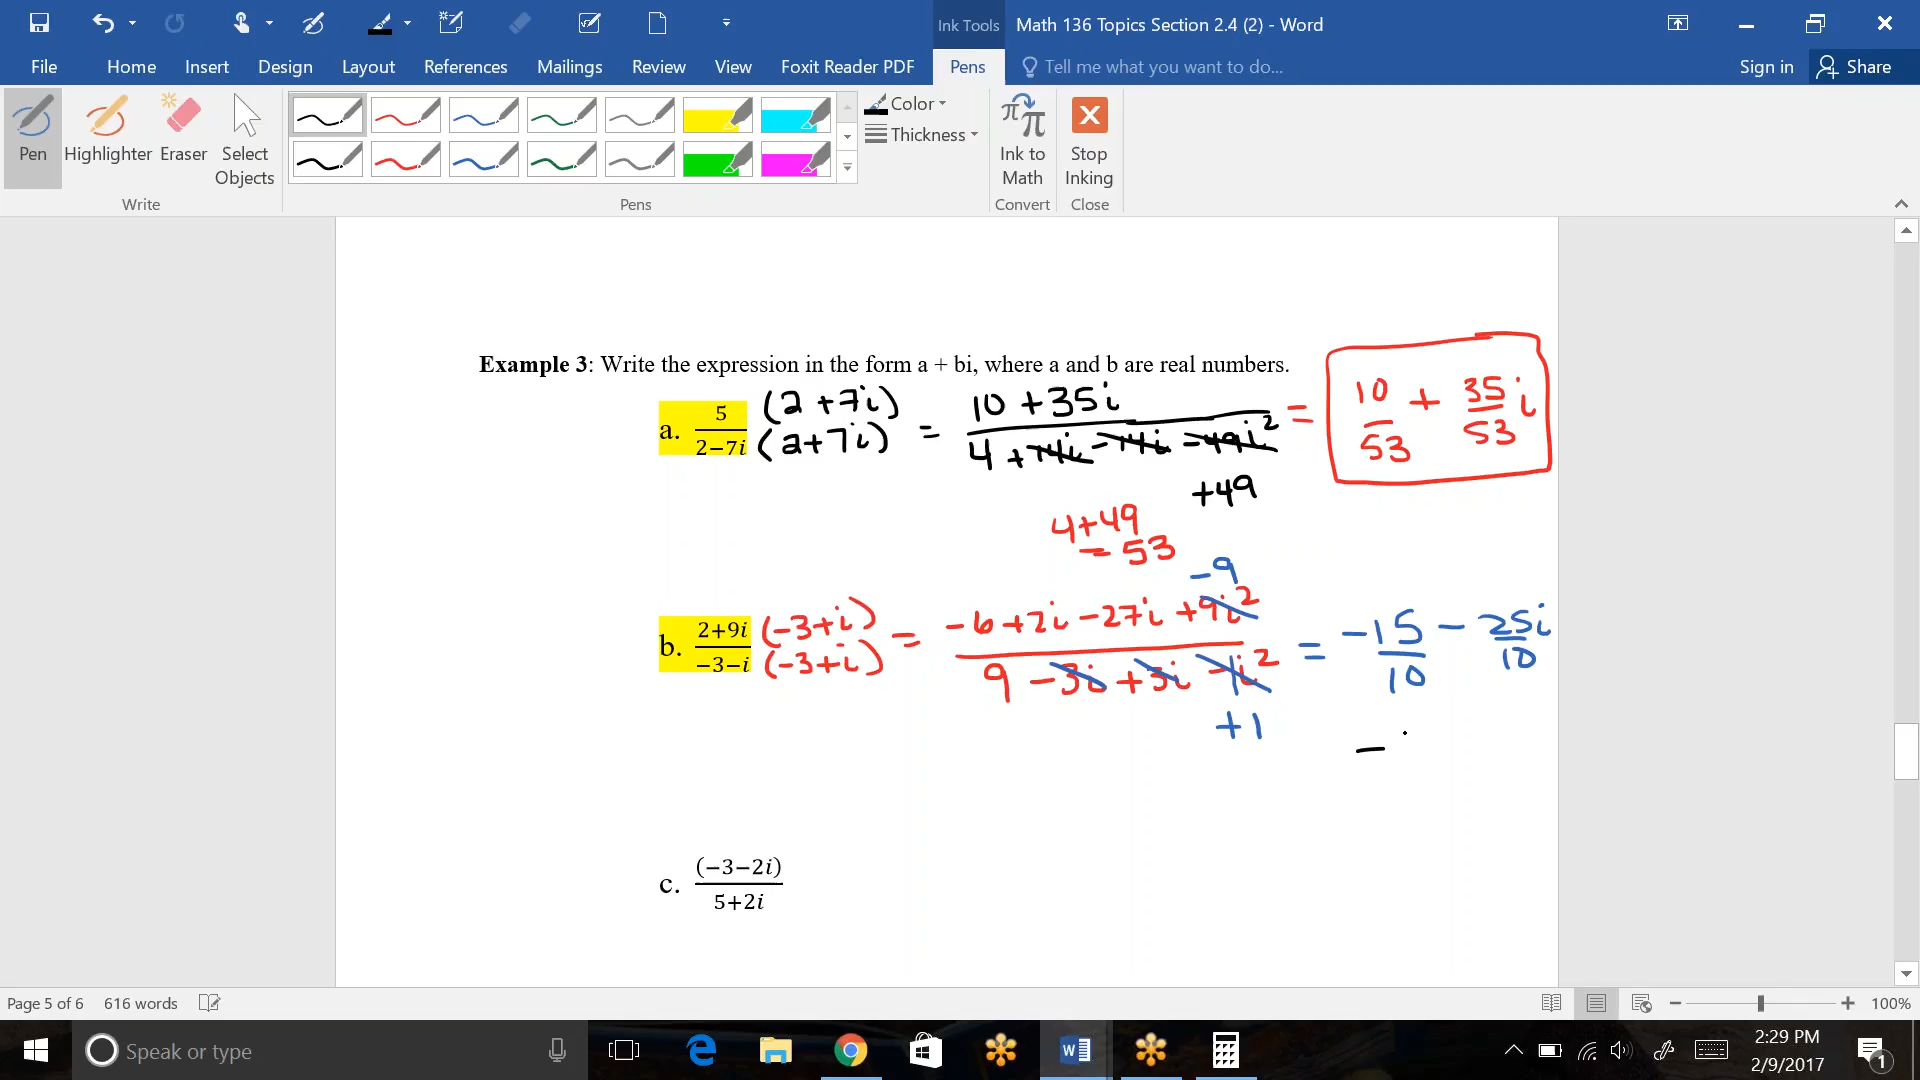 Ink Tools
Math 136 Topics Section 2.4 (2) - Word
File Home Insert Design Layout References Mailings Review View Foxit Reader PDF Pens Tell me what you want to do... Sign in Share
Pen Highlighter Eraser Select Objects
Color
Thickness
Ink to Math Stop Inking
Write Pens Convert Close
Example 3: Write the expression in the form a + bi, where a and b are real numbers.
a. 5/(2−7i) (2+7i)/(2+7i) = (10+35i)/(4+14i−14i−49i²) = 10/53 + 35/53 i
+49
4+49
= 53
-9
b. (2+9i)/(−3−i) (-3+i)/(-3+i) = (-6+2i-27i+9i²)/(9-3i+3i-1i²) = -15/10 - 25i/10
+1
-
c. (−3−2i)/(5+2i)
Page 5 of 6 616 words 100%
Speak or type
2:29 PM
2/9/2017
1